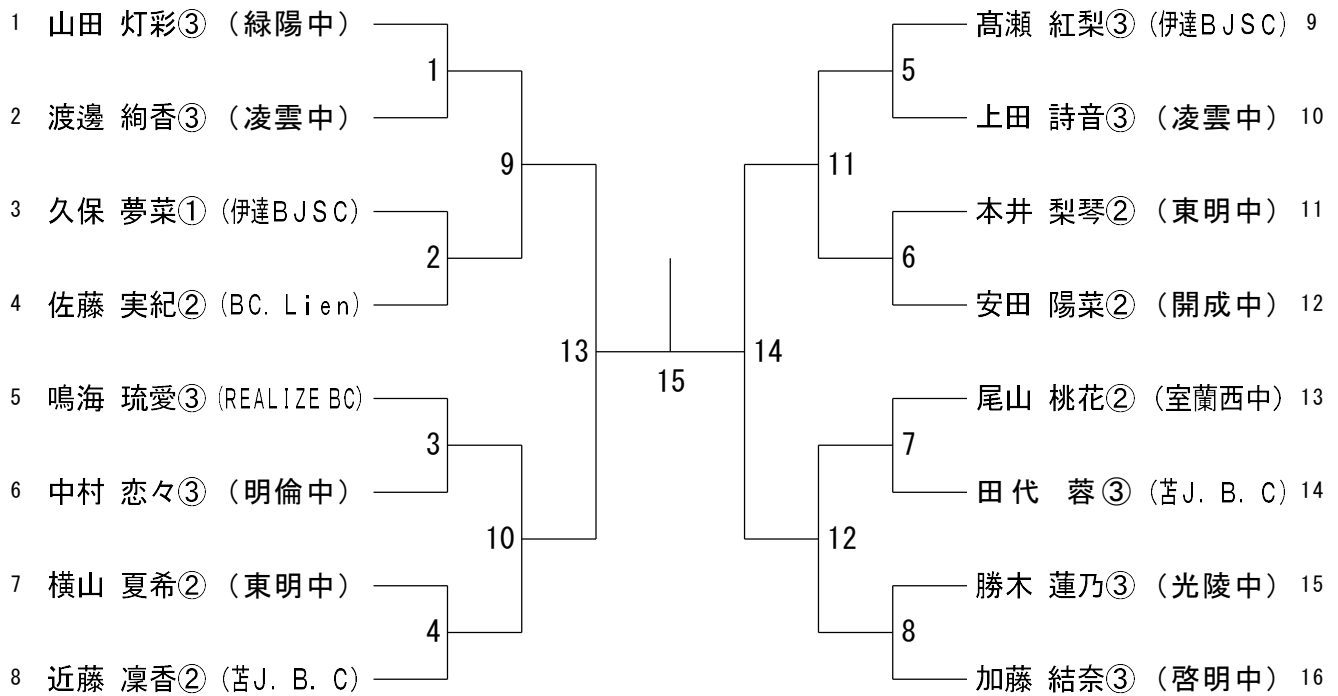 1 山田 灯彩③ (緑陽中)
2 渡邊 絢香③ (凌雲中)
3 久保 夢菜① (伊達BJSC)
4 佐藤 実紀② (BC. Lien)
5 鳴海 琉愛③ (REALIZE BC)
6 中村 恋々③ (明倫中)
7 横山 夏希② (東明中)
8 近藤 凜香② (苫J. B. C)
1
2
3
4
9
10
13
15
14
11
12
5
6
7
8
髙瀬 紅梨③ (伊達BJSC) 9
上田 詩音③ (凌雲中) 10
本井 梨琴② (東明中) 11
安田 陽菜② (開成中) 12
尾山 桃花② (室蘭西中) 13
田代 蓉③ (苫J. B. C) 14
勝木 蓮乃③ (光陵中) 15
加藤 結奈③ (啓明中) 16